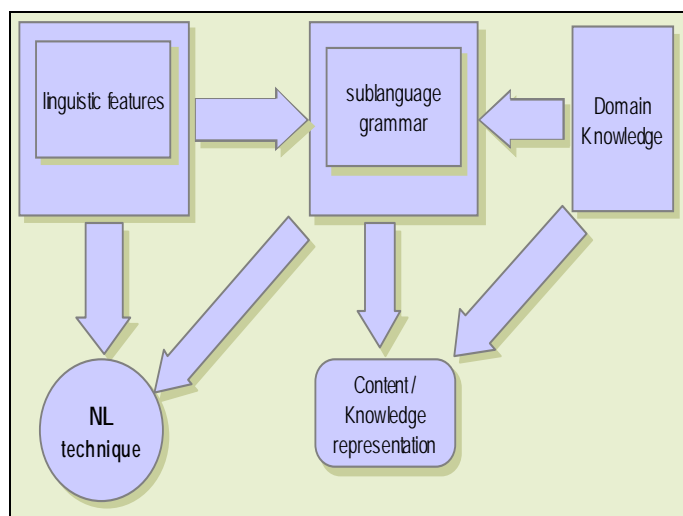 linguistic features
sublanguage
grammar
Domain
Knowledge
NL
technique
Content /
Knowledge
representation